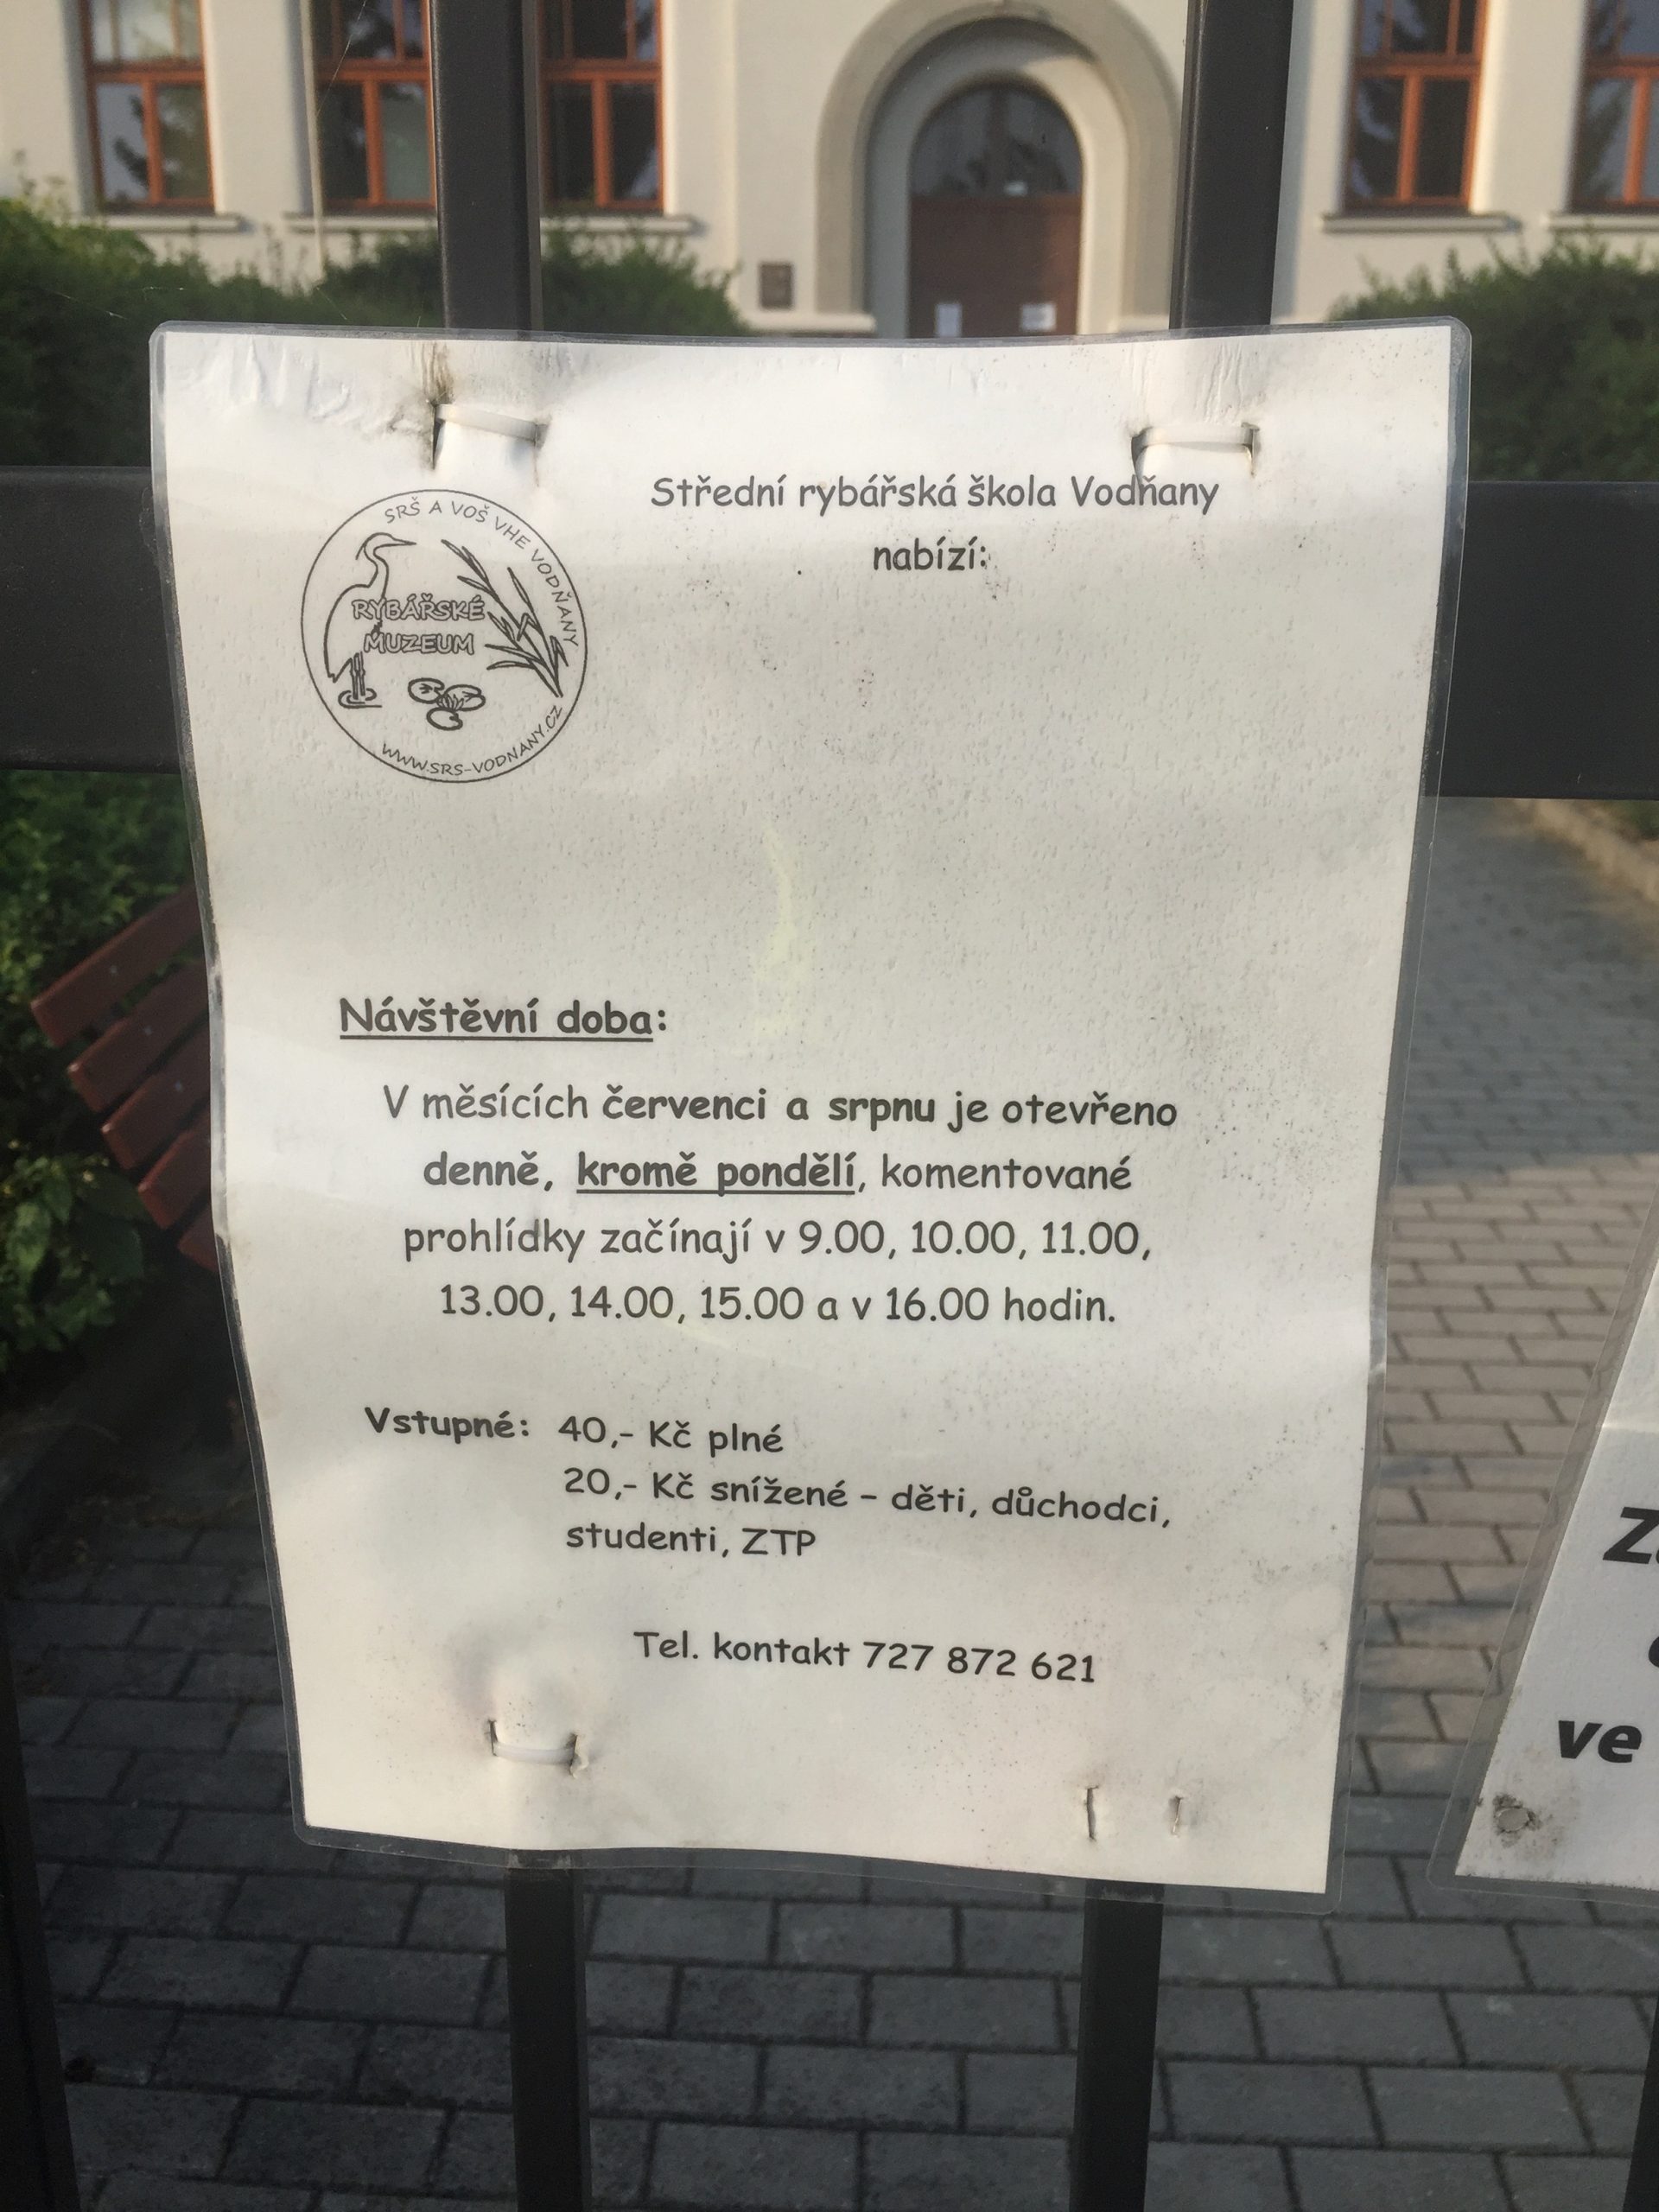 Střední rybářská škola Vodňany
nabízí:
SRŠ A VOŠ VHE VODŇANY
RYBÁŘSKÉ
MUZEUM
WWW.SRS-VODNANY.CZ
Návštěvní doba:
V měsících červenci a srpnu je otevřeno
denně, kromě pondělí, komentované
prohlídky začínají v 9.00, 10.00, 11.00,
13.00, 14.00, 15.00 a v 16.00 hodin.
Vstupné: 40,- Kč plné
20,- Kč snížené – děti, důchodci,
studenti, ZTP
Tel. kontakt 727 872 621
ve